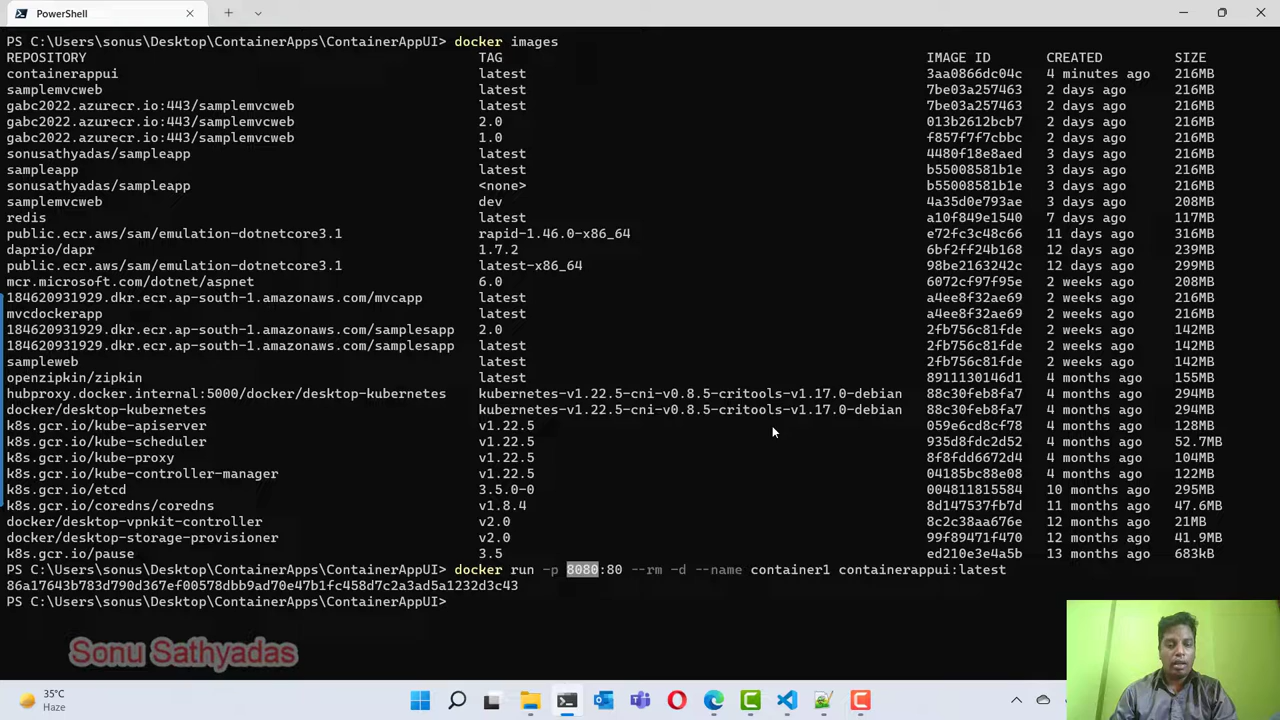 PowerShell
PS C:\Users\sonus\Desktop\ContainerApps\ContainerAppUI> docker images
REPOSITORY TAG IMAGE ID CREATED SIZE
containerappui latest 3aa0866dc04c 4 minutes ago 216MB
samplemvcweb latest 7be03a257463 2 days ago 216MB
gabc2022.azurecr.io:443/samplemvcweb latest 7be03a257463 2 days ago 216MB
gabc2022.azurecr.io:443/samplemvcweb 2.0 013b2612bcb7 2 days ago 216MB
gabc2022.azurecr.io:443/samplemvcweb 1.0 f857f7f7cbbc 2 days ago 216MB
sonusathyadas/sampleapp latest 4480f18e8aed 3 days ago 216MB
sampleapp latest b55008581b1e 3 days ago 216MB
sonusathyadas/sampleapp <none> b55008581b1e 3 days ago 216MB
samplemvcweb dev 4a35d0e793ae 3 days ago 208MB
redis latest a10f849e1540 7 days ago 117MB
public.ecr.aws/sam/emulation-dotnetcore3.1 rapid-1.46.0-x86_64 e72fc3c48c66 11 days ago 316MB
daprio/dapr 1.7.2 6bf2ff24b168 12 days ago 239MB
public.ecr.aws/sam/emulation-dotnetcore3.1 latest-x86_64 98be2163242c 12 days ago 299MB
mcr.microsoft.com/dotnet/aspnet 6.0 6072cf97f95e 2 weeks ago 208MB
184620931929.dkr.ecr.ap-south-1.amazonaws.com/mvcapp latest a4ee8f32ae69 2 weeks ago 216MB
mvcdockerapp latest a4ee8f32ae69 2 weeks ago 216MB
184620931929.dkr.ecr.ap-south-1.amazonaws.com/samplesapp 2.0 2fb756c81fde 2 weeks ago 142MB
184620931929.dkr.ecr.ap-south-1.amazonaws.com/samplesapp latest 2fb756c81fde 2 weeks ago 142MB
sampleweb latest 2fb756c81fde 2 weeks ago 142MB
openzipkin/zipkin latest 8911130146d1 4 months ago 155MB
hubproxy.docker.internal:5000/docker/desktop-kubernetes kubernetes-v1.22.5-cni-v0.8.5-critools-v1.17.0-debian 88c30feb8fa7 4 months ago 294MB
docker/desktop-kubernetes kubernetes-v1.22.5-cni-v0.8.5-critools-v1.17.0-debian 88c30feb8fa7 4 months ago 294MB
k8s.gcr.io/kube-apiserver v1.22.5 059e6cd8cf78 4 months ago 128MB
k8s.gcr.io/kube-scheduler v1.22.5 935d8fdc2d52 4 months ago 52.7MB
k8s.gcr.io/kube-proxy v1.22.5 8f8fdd6672d4 4 months ago 104MB
k8s.gcr.io/kube-controller-manager v1.22.5 04185bc88e08 4 months ago 122MB
k8s.gcr.io/etcd 3.5.0-0 004811815584 10 months ago 295MB
k8s.gcr.io/coredns/coredns v1.8.4 8d147537fb7d 11 months ago 47.6MB
docker/desktop-vpnkit-controller v2.0 8c2c38aa676e 12 months ago 21MB
docker/desktop-storage-provisioner v2.0 99f89471f470 12 months ago 41.9MB
k8s.gcr.io/pause 3.5 ed210e3e4a5b 13 months ago 683kB
PS C:\Users\sonus\Desktop\ContainerApps\ContainerAppUI> docker run -p 8080:80 --rm -d --name container1 containerappui:latest
86a17643b783d790d367ef00578dbb9ad70e47b1fc458d7c2a3ad5a1232d3c43
PS C:\Users\sonus\Desktop\ContainerApps\ContainerAppUI>
Sonu Sathyadas
35°C
Haze